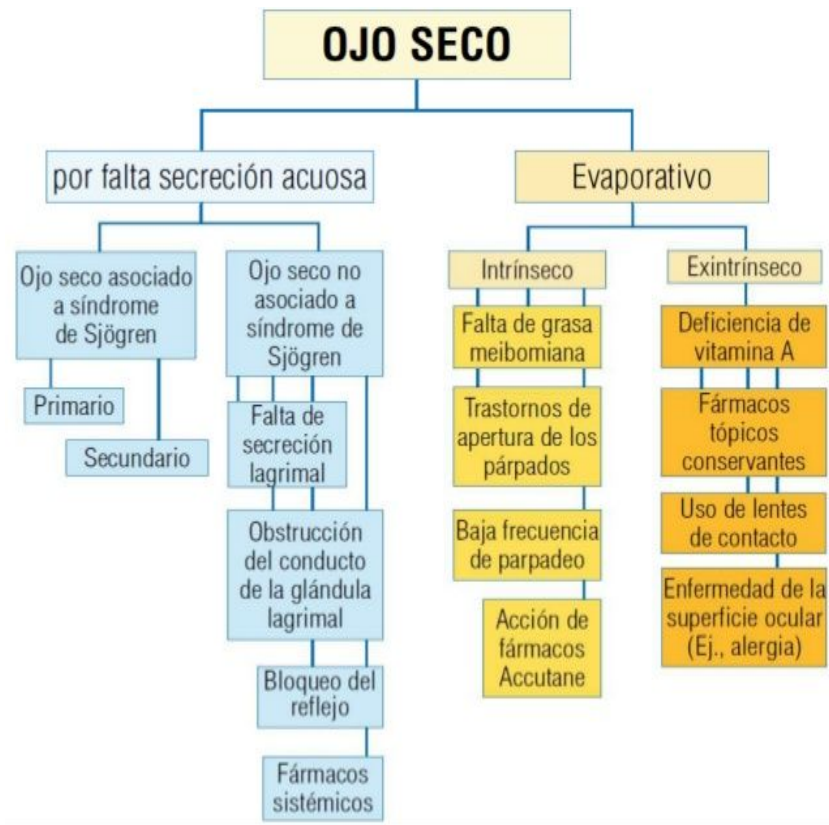 OJO SECO
por falta secreción acuosa
Ojo seco asociado
a síndrome
de Sjögren
Primario
Secundario
Ojo seco no
asociado a
síndrome de
Sjögren
Falta de
secreción
lagrimal
Obstrucción
del conducto
de la glándula
lagrimal
Bloqueo del
reflejo
Fármacos
sistémicos
Evaporativo
Intrínseco
Falta de grasa
meibomiana
Trastornos de
apertura de los
párpados
Baja frecuencia
de parpadeo
Acción de
fármacos
Accutane
Exintrínseco
Deficiencia de
vitamina A
Fármacos
tópicos
conservantes
Uso de lentes
de contacto
Enfermedad de la
superficie ocular
(Ej., alergia)